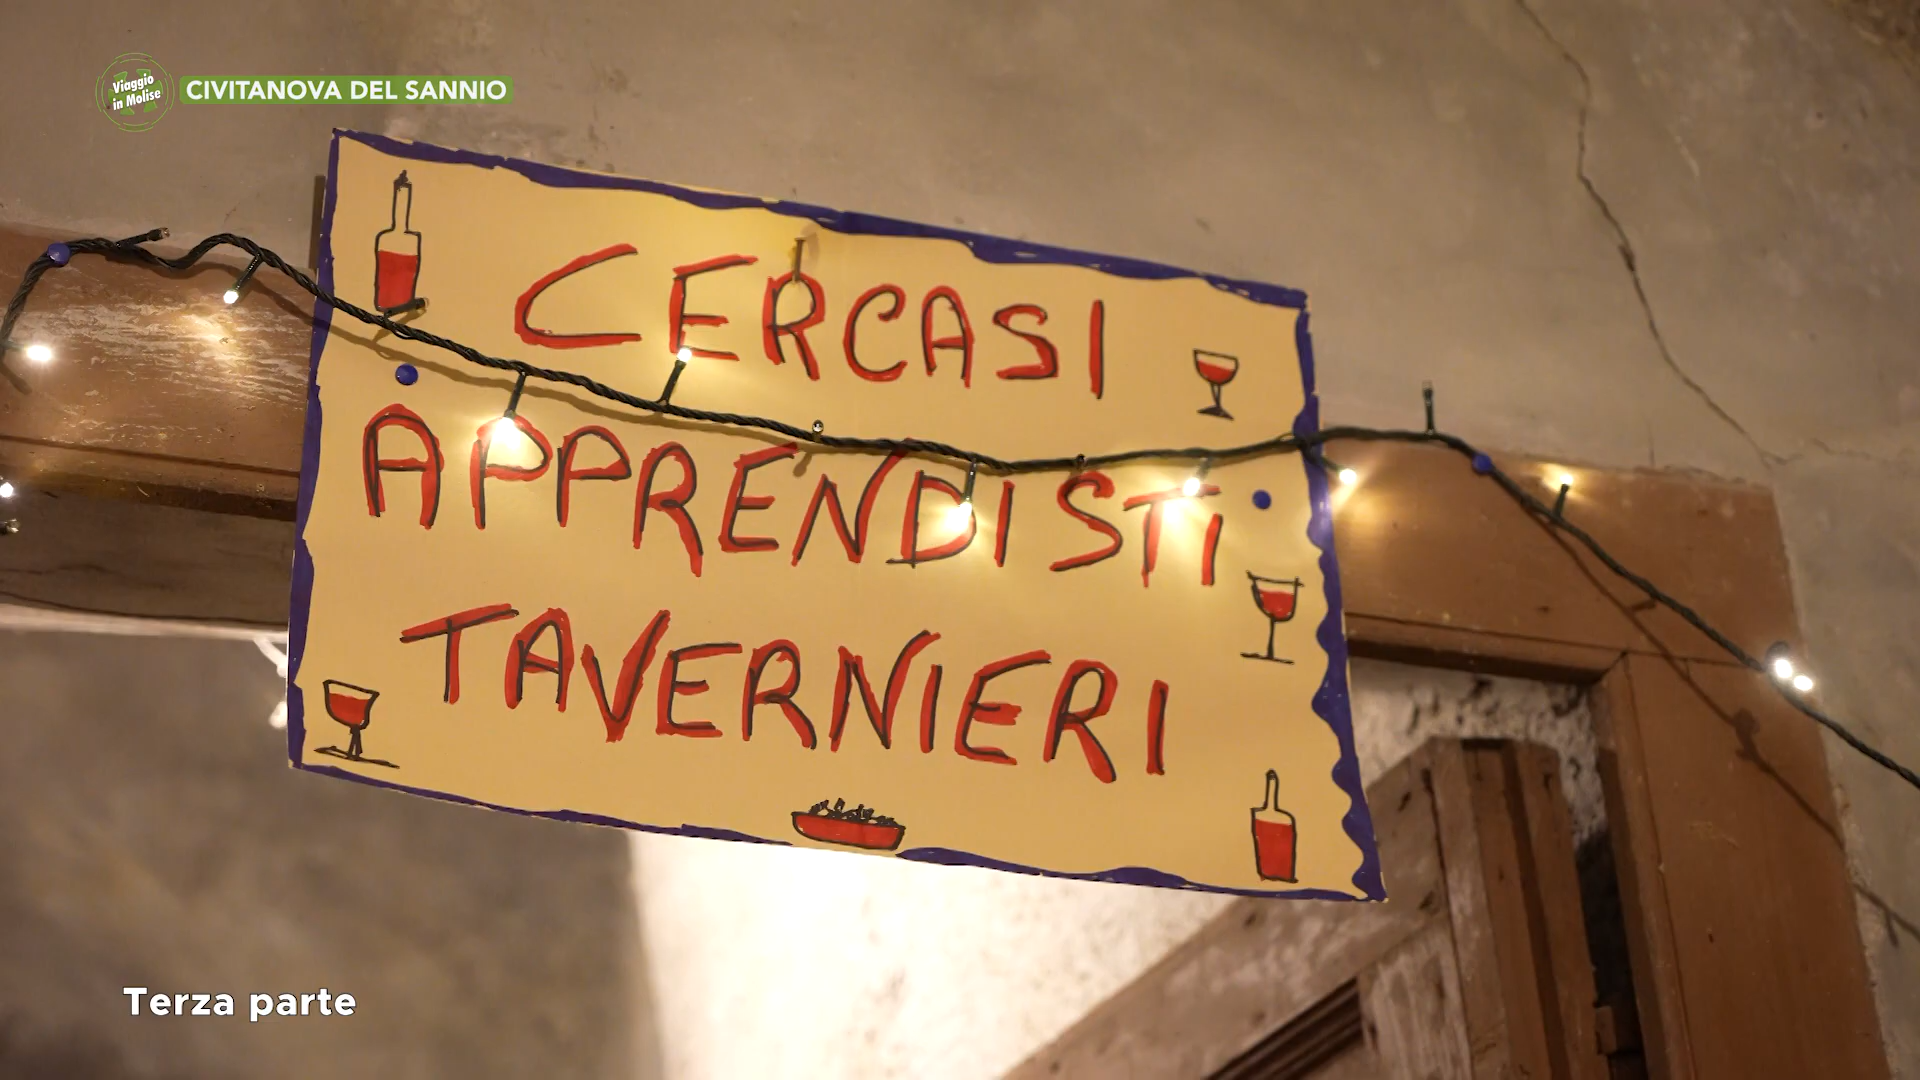 Viaggio
in Molise
CIVITANOVA DEL SANNIO
CERCASI
APPRENDISTI
TAVERNIERI
Terza parte